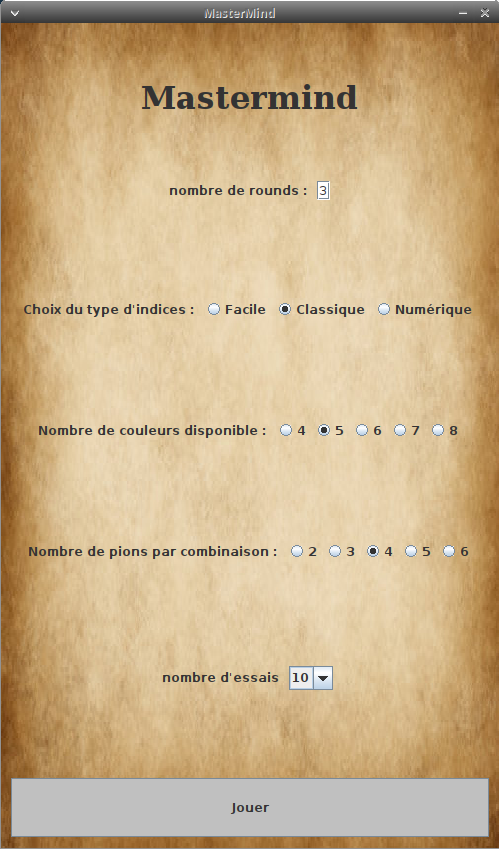 MasterMind
Mastermind
nombre de rounds : 3
Choix du type d'indices : Facile Classique Numérique
Nombre de couleurs disponible : 4 5 6 7 8
Nombre de pions par combinaison : 2 3 4 5 6
nombre d'essais 10
Jouer